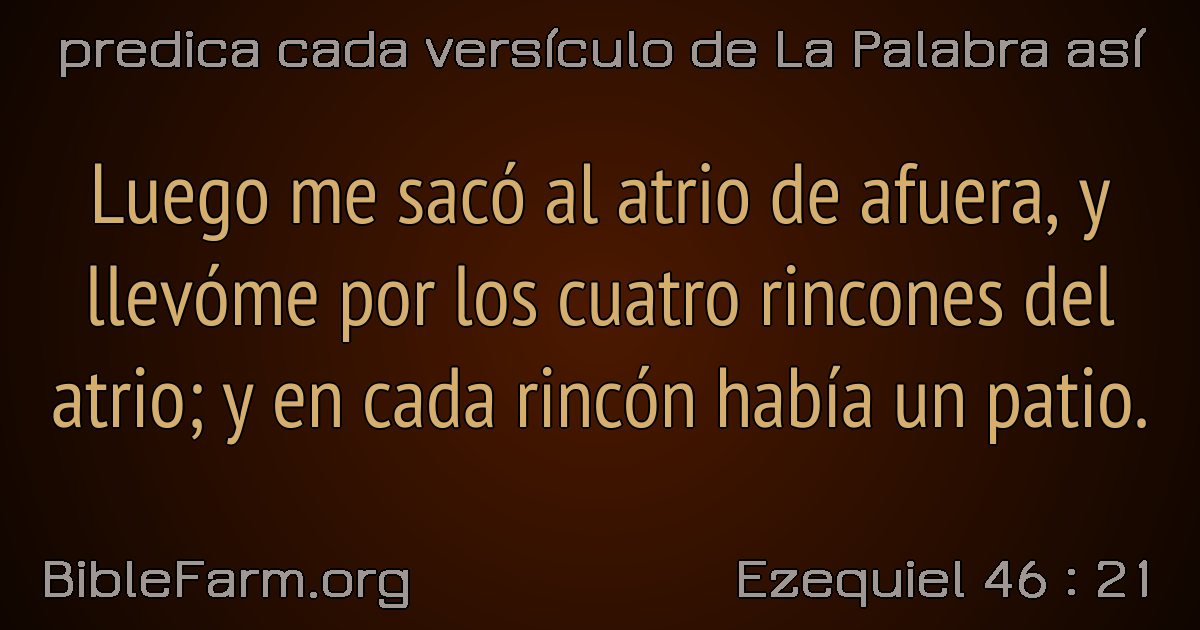 predica cada versículo de La Palabra así
Luego me sacó al atrio de afuera, y
llevóme por los cuatro rincones del
atrio; y en cada rincón había un patio.
BibleFarm.org
Ezequiel 46 : 21